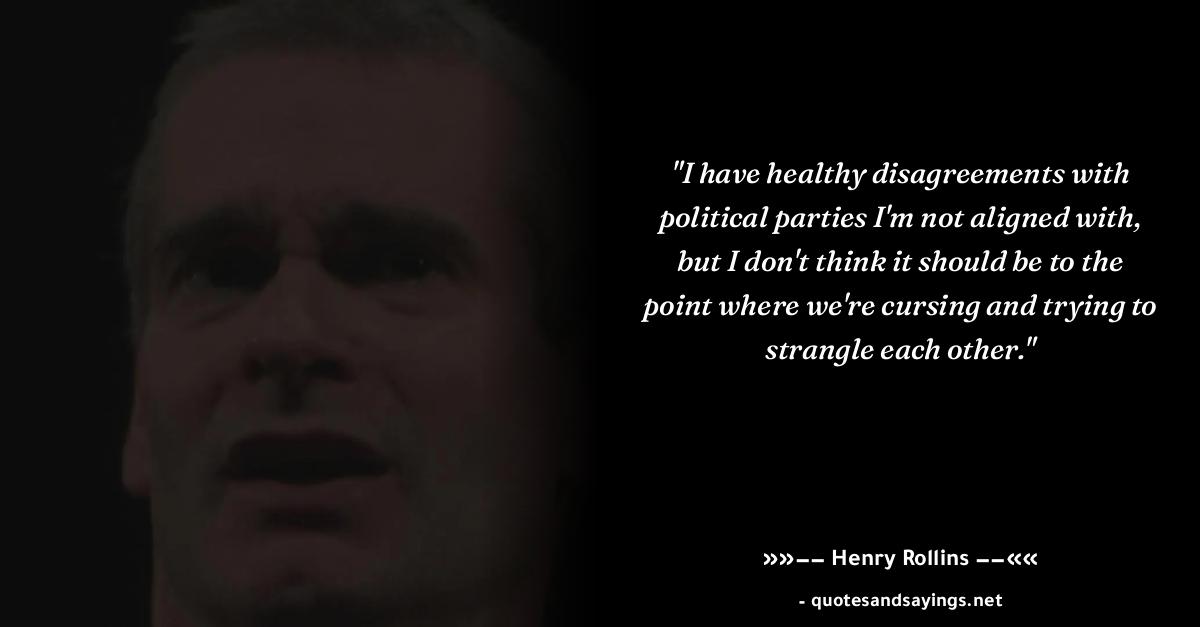 "I have healthy disagreements with
political parties I'm not aligned with,
but I don't think it should be to the
point where we're cursing and trying to
strangle each other."
»»−− Henry Rollins −−««
- quotesandsayings.net